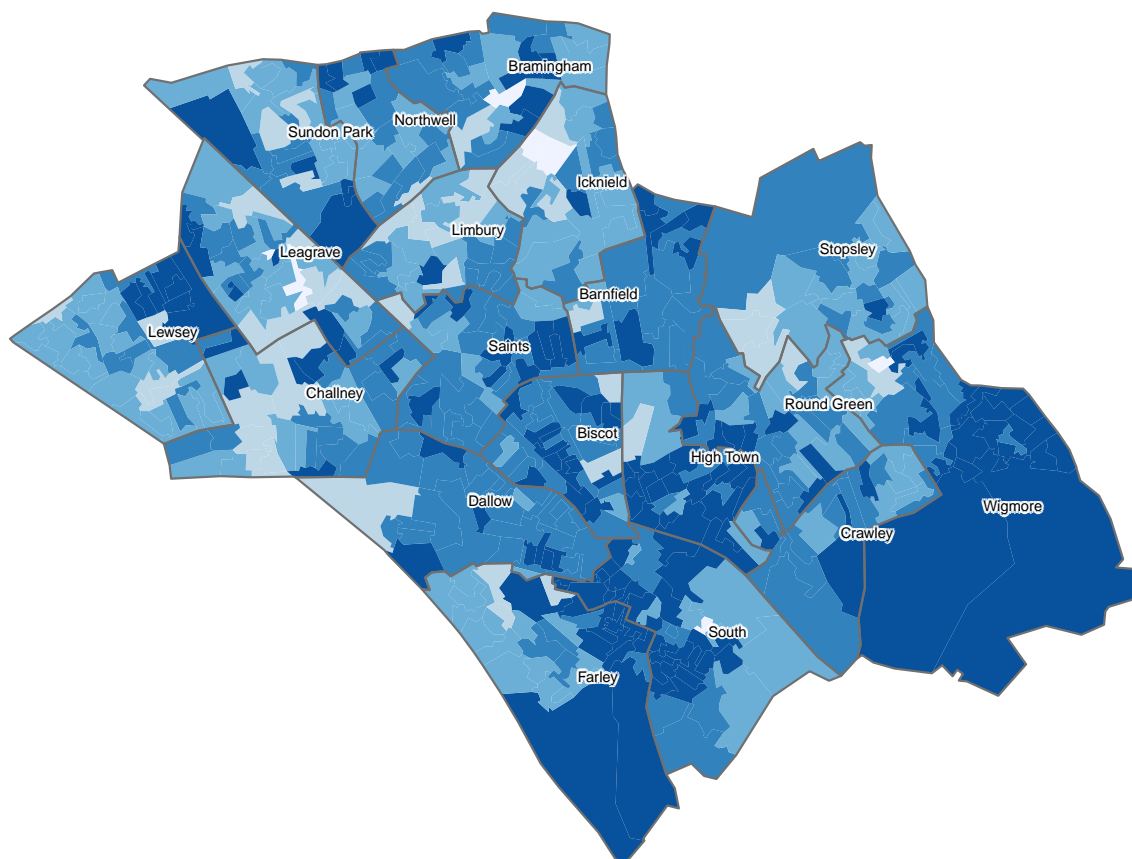 Bramingham
Northwell
Sundon Park
Icknield
Limbury
Leagrave
Stopsley
Barnfield
Lewsey
Saints
Challney
Round Green
Biscot
High Town
Dallow
Wigmore
Crawley
South
Farley